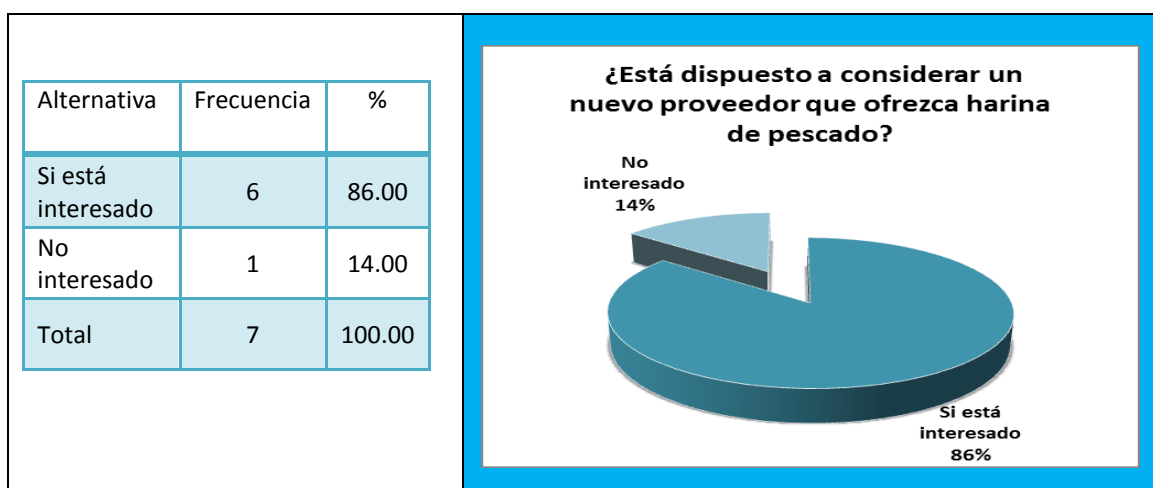 Alternativa Frecuencia %
Si está
interesado 6 86.00
No
interesado 1 14.00
Total 7 100.00
¿Está dispuesto a considerar un
nuevo proveedor que ofrezca harina
de pescado?
No
interesado
14%
Si está
interesado
86%